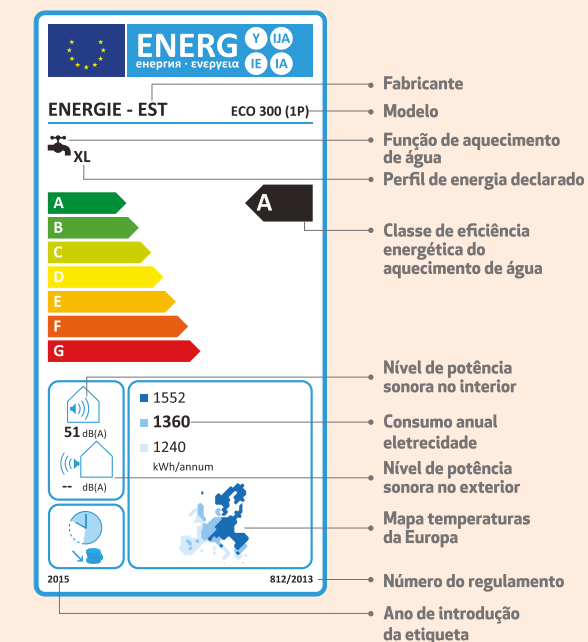 ENERG Y IJA
енергия · ενεργεια IE IA
ENERGIE - EST ECO 300 (1P)
XL
A
A
B
C
D
E
F
G
51 dB(A)
-- dB(A)
1552
1360
1240
kWh/annum
2015 812/2013
Fabricante
Modelo
Função de aquecimento
de água
Perfil de energia declarado
Classe de eficiência
energética do
aquecimento de água
Nível de potência
sonora no interior
Consumo anual
eletrecidade
Nível de potência
sonora no exterior
Mapa temperaturas
da Europa
Número do regulamento
Ano de introdução
da etiqueta